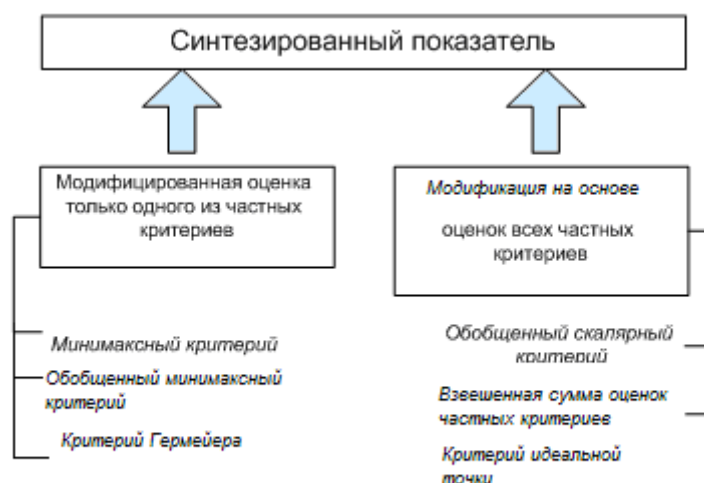 Синтезированный показатель
Модифицированная оценка
только одного из частных
критериев
Модификация на основе
оценок всех частных
критериев
Минимаксный критерий
Обобщенный минимаксный
критерий
Критерий Гермейера
Обобщенный скалярный
критерий
Взвешенная сумма оценок
частных критериев
Критерий идеальной
точки